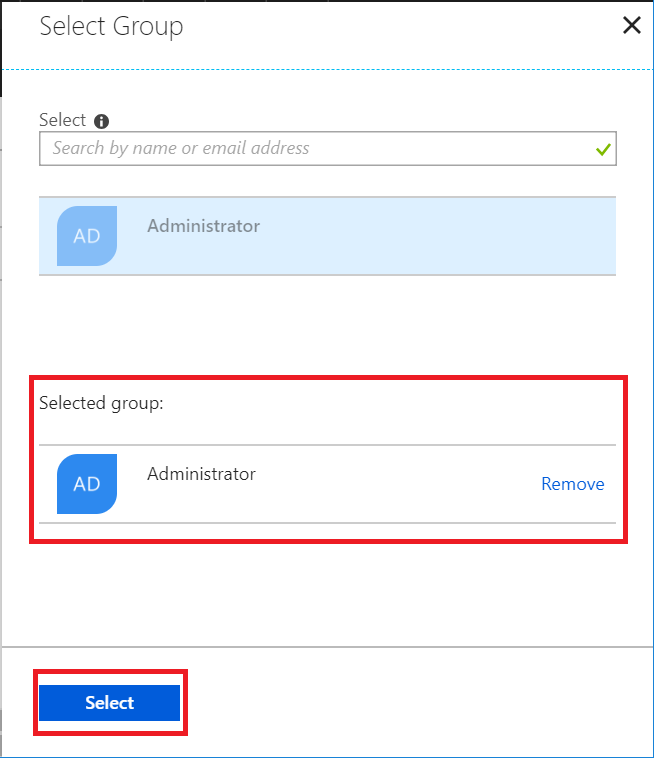 Select Group
Select
Search by name or email address
AD
Administrator
Selected group:
AD
Administrator
Remove
Select